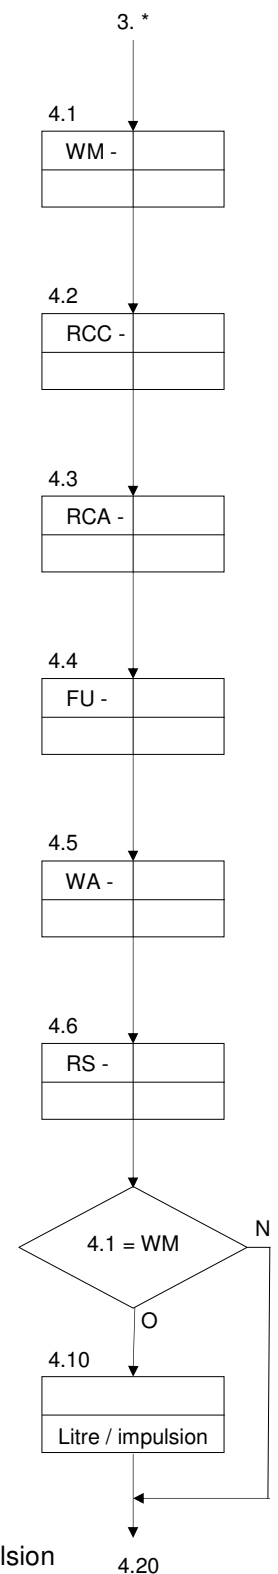 3. *
4.1
WM -
4.2
RCC -
4.3
RCA -
4.4
FU -
4.5
WA -
4.6
RS -
4.1 = WM
N
O
4.10
Litre / impulsion
lsion
4.20